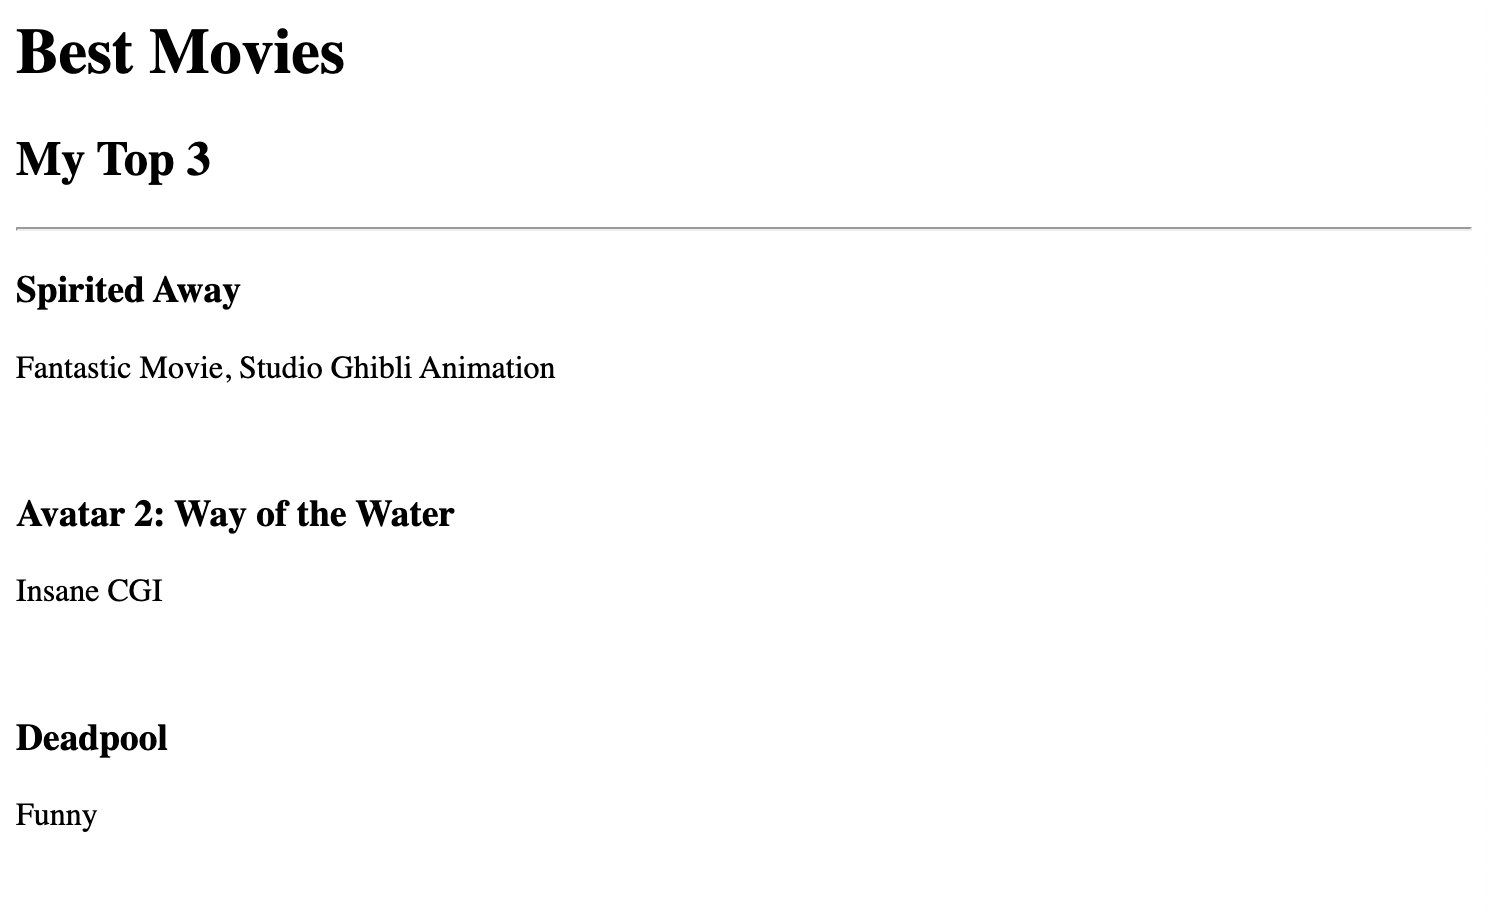 Best Movies
My Top 3
Spirited Away
Fantastic Movie, Studio Ghibli Animation
Avatar 2: Way of the Water
Insane CGI
Deadpool
Funny